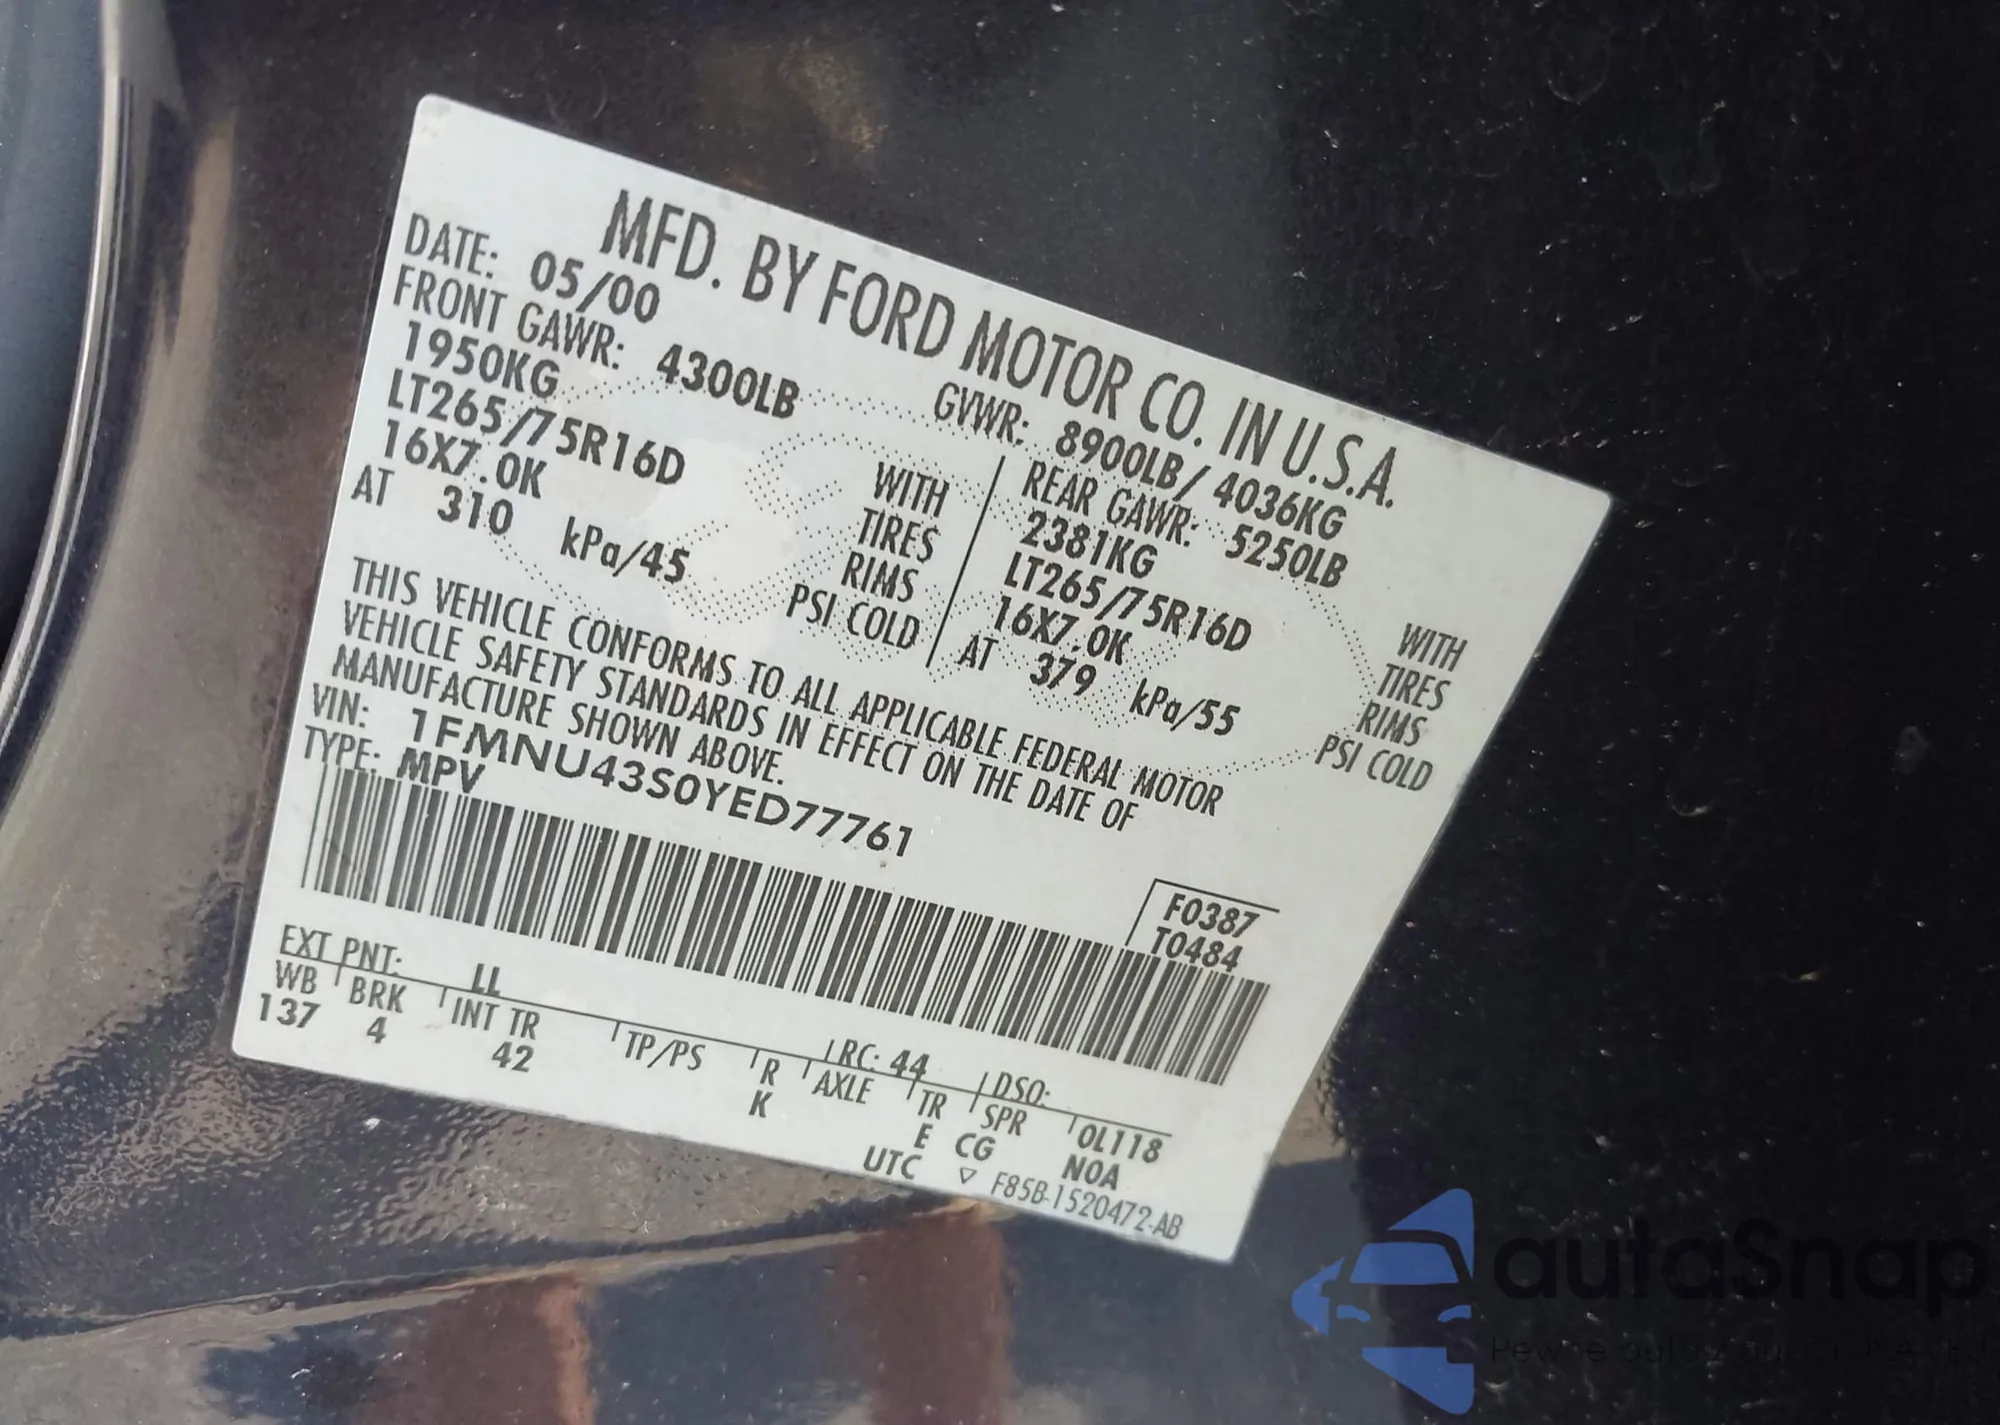 MFD. BY FORD MOTOR CO. IN U.S.A.
DATE: 05/00 GVWR: 8900LB/ 4036KG
FRONT GAWR: 4300LB REAR GAWR: 5250LB
1950KG WITH 2381KG WITH
LT265/75R16D TIRES LT265/75R16D TIRES
16X7.0K RIMS 16X7.0K RIMS
AT 310 kPa/45 PSI COLD AT 379 kPa/55 PSI COLD
THIS VEHICLE CONFORMS TO ALL APPLICABLE FEDERAL MOTOR
VEHICLE SAFETY STANDARDS IN EFFECT ON THE DATE OF
MANUFACTURE SHOWN ABOVE.
VIN: 1FMNU43S0YED77761
TYPE: MPV
F0387
T0484
EXT PNT: LL RC: 44 DSO:
WB BRK INT TR TP/PS R AXLE TR SPR OL118
137 4 42 K E CG NOA
UTC ▽ F85B-1520472-AB
autaSnap